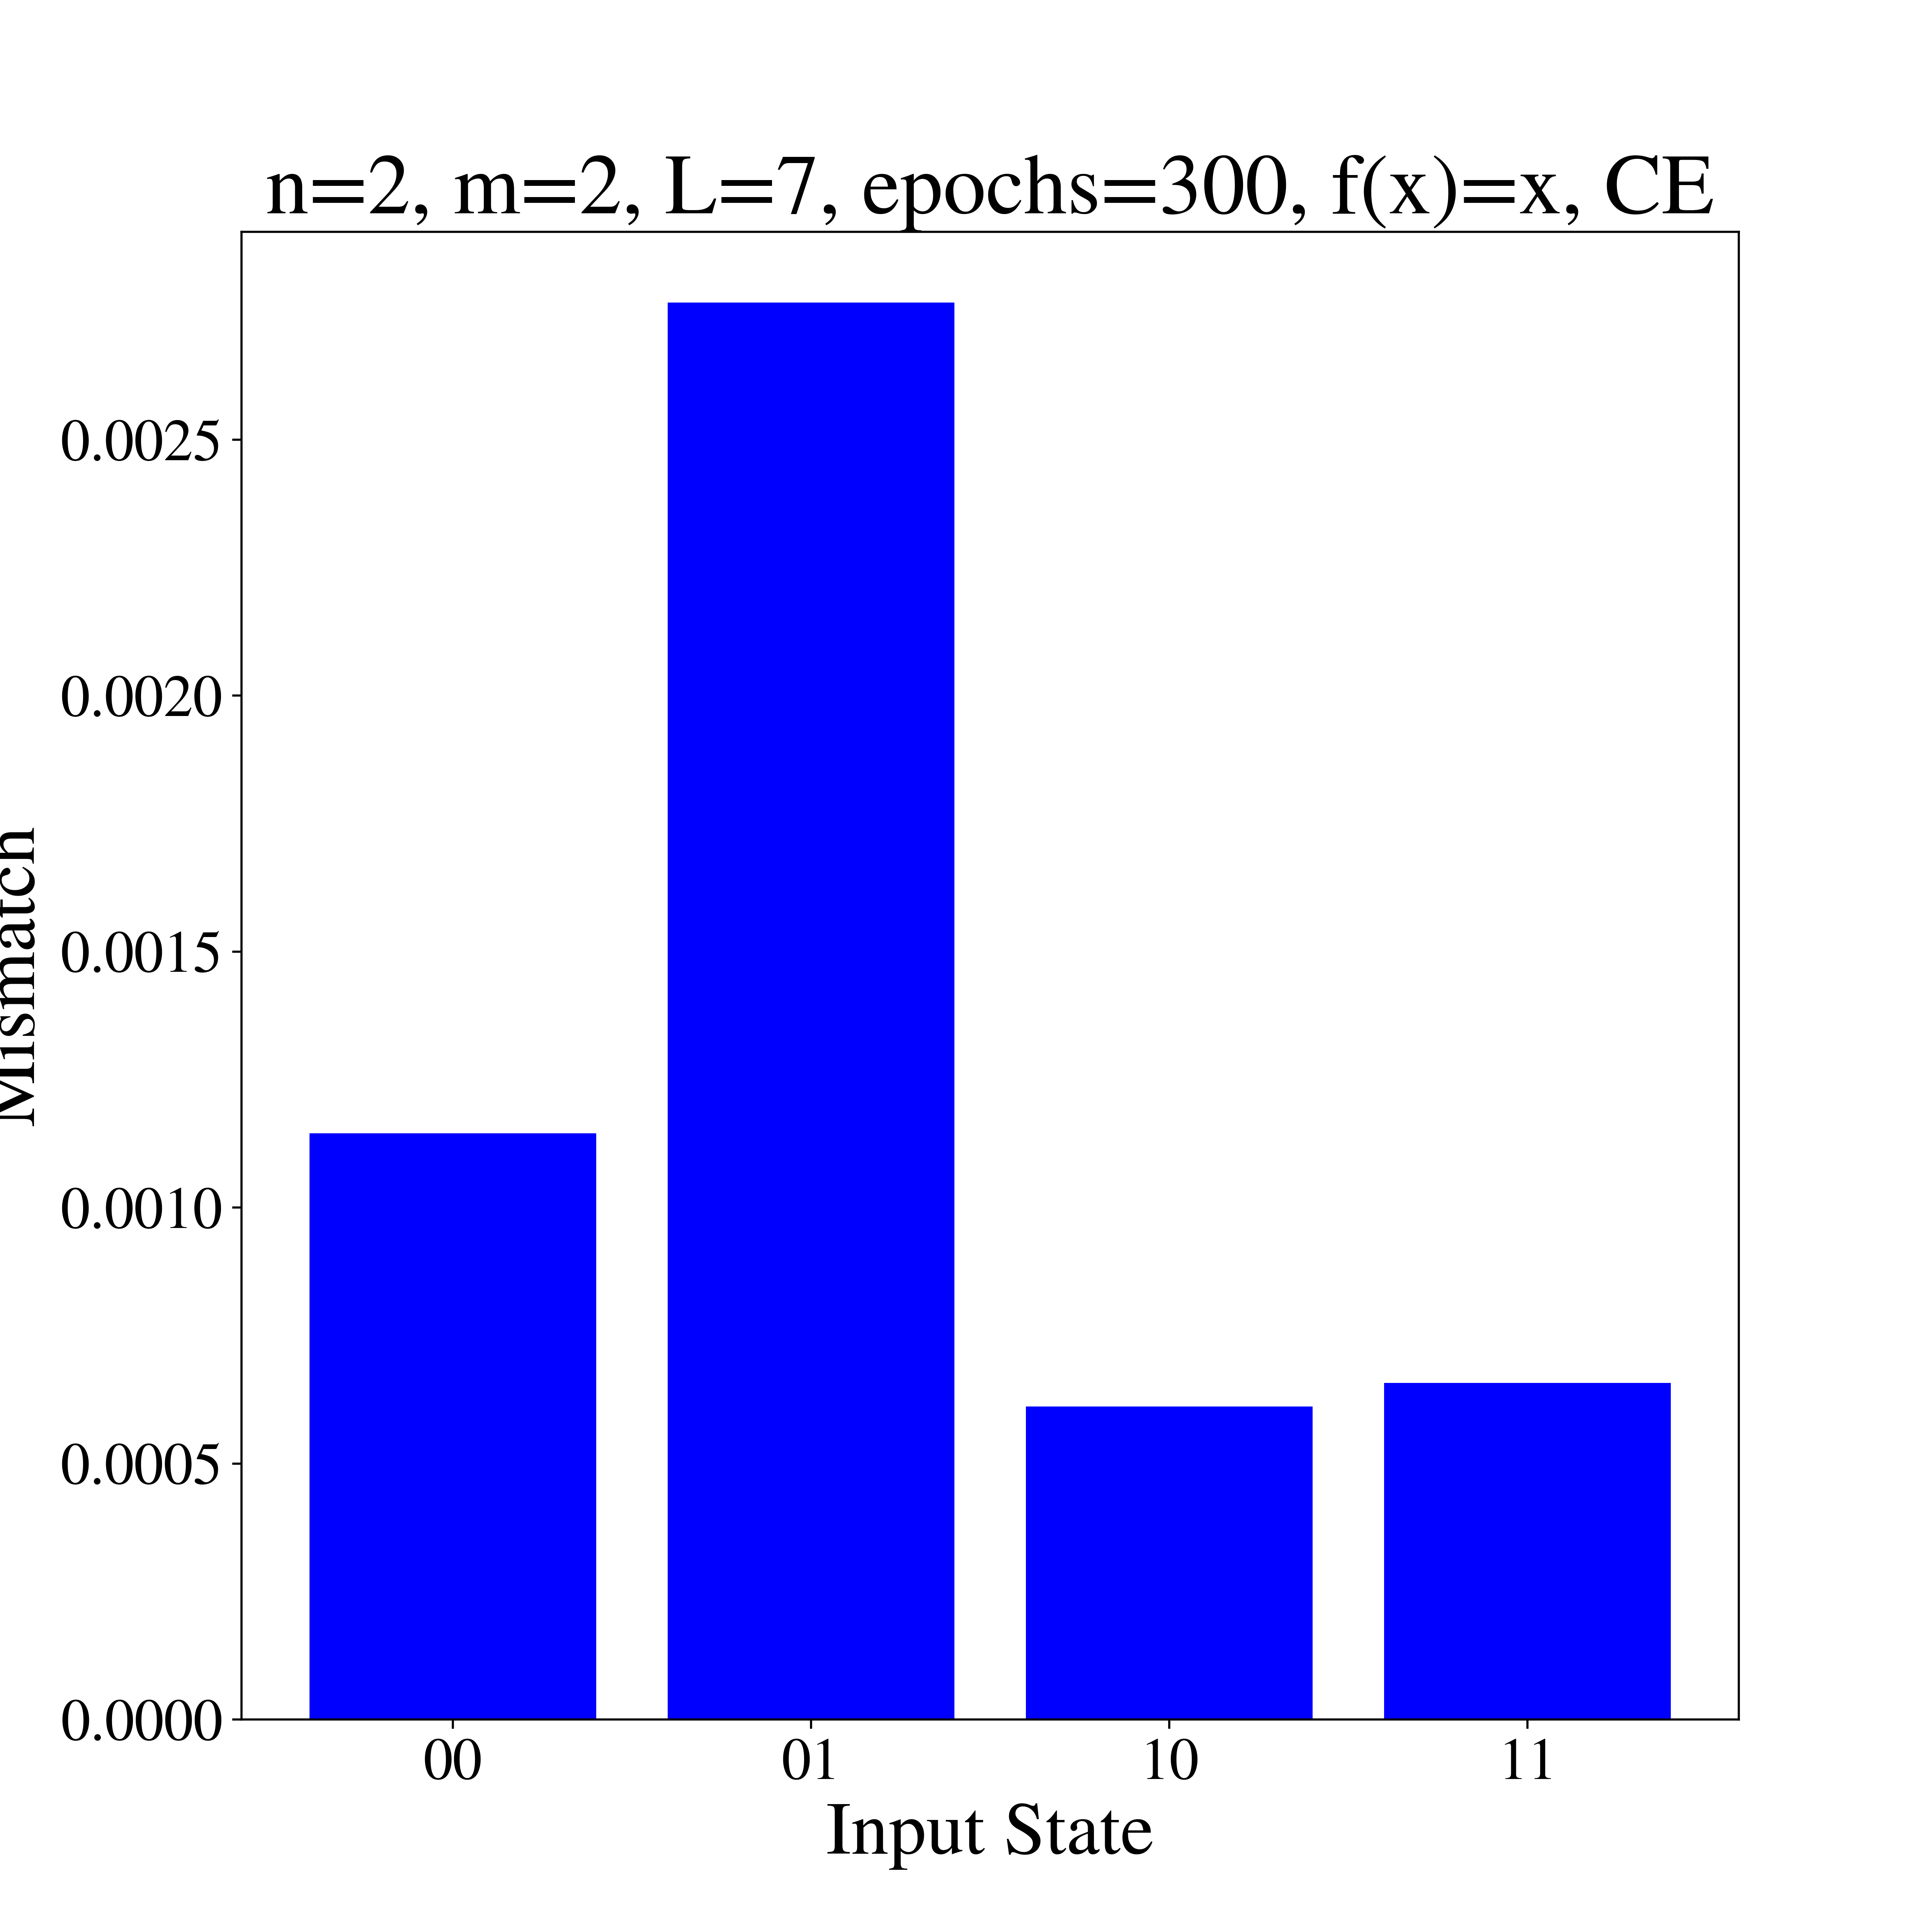 n=2, m=2, L=7, epochs=300, f(x)=x, CE
0.0025
0.0020
0.0015
0.0010
0.0005
0.0000
Mismatch
00 01 10 11
Input State